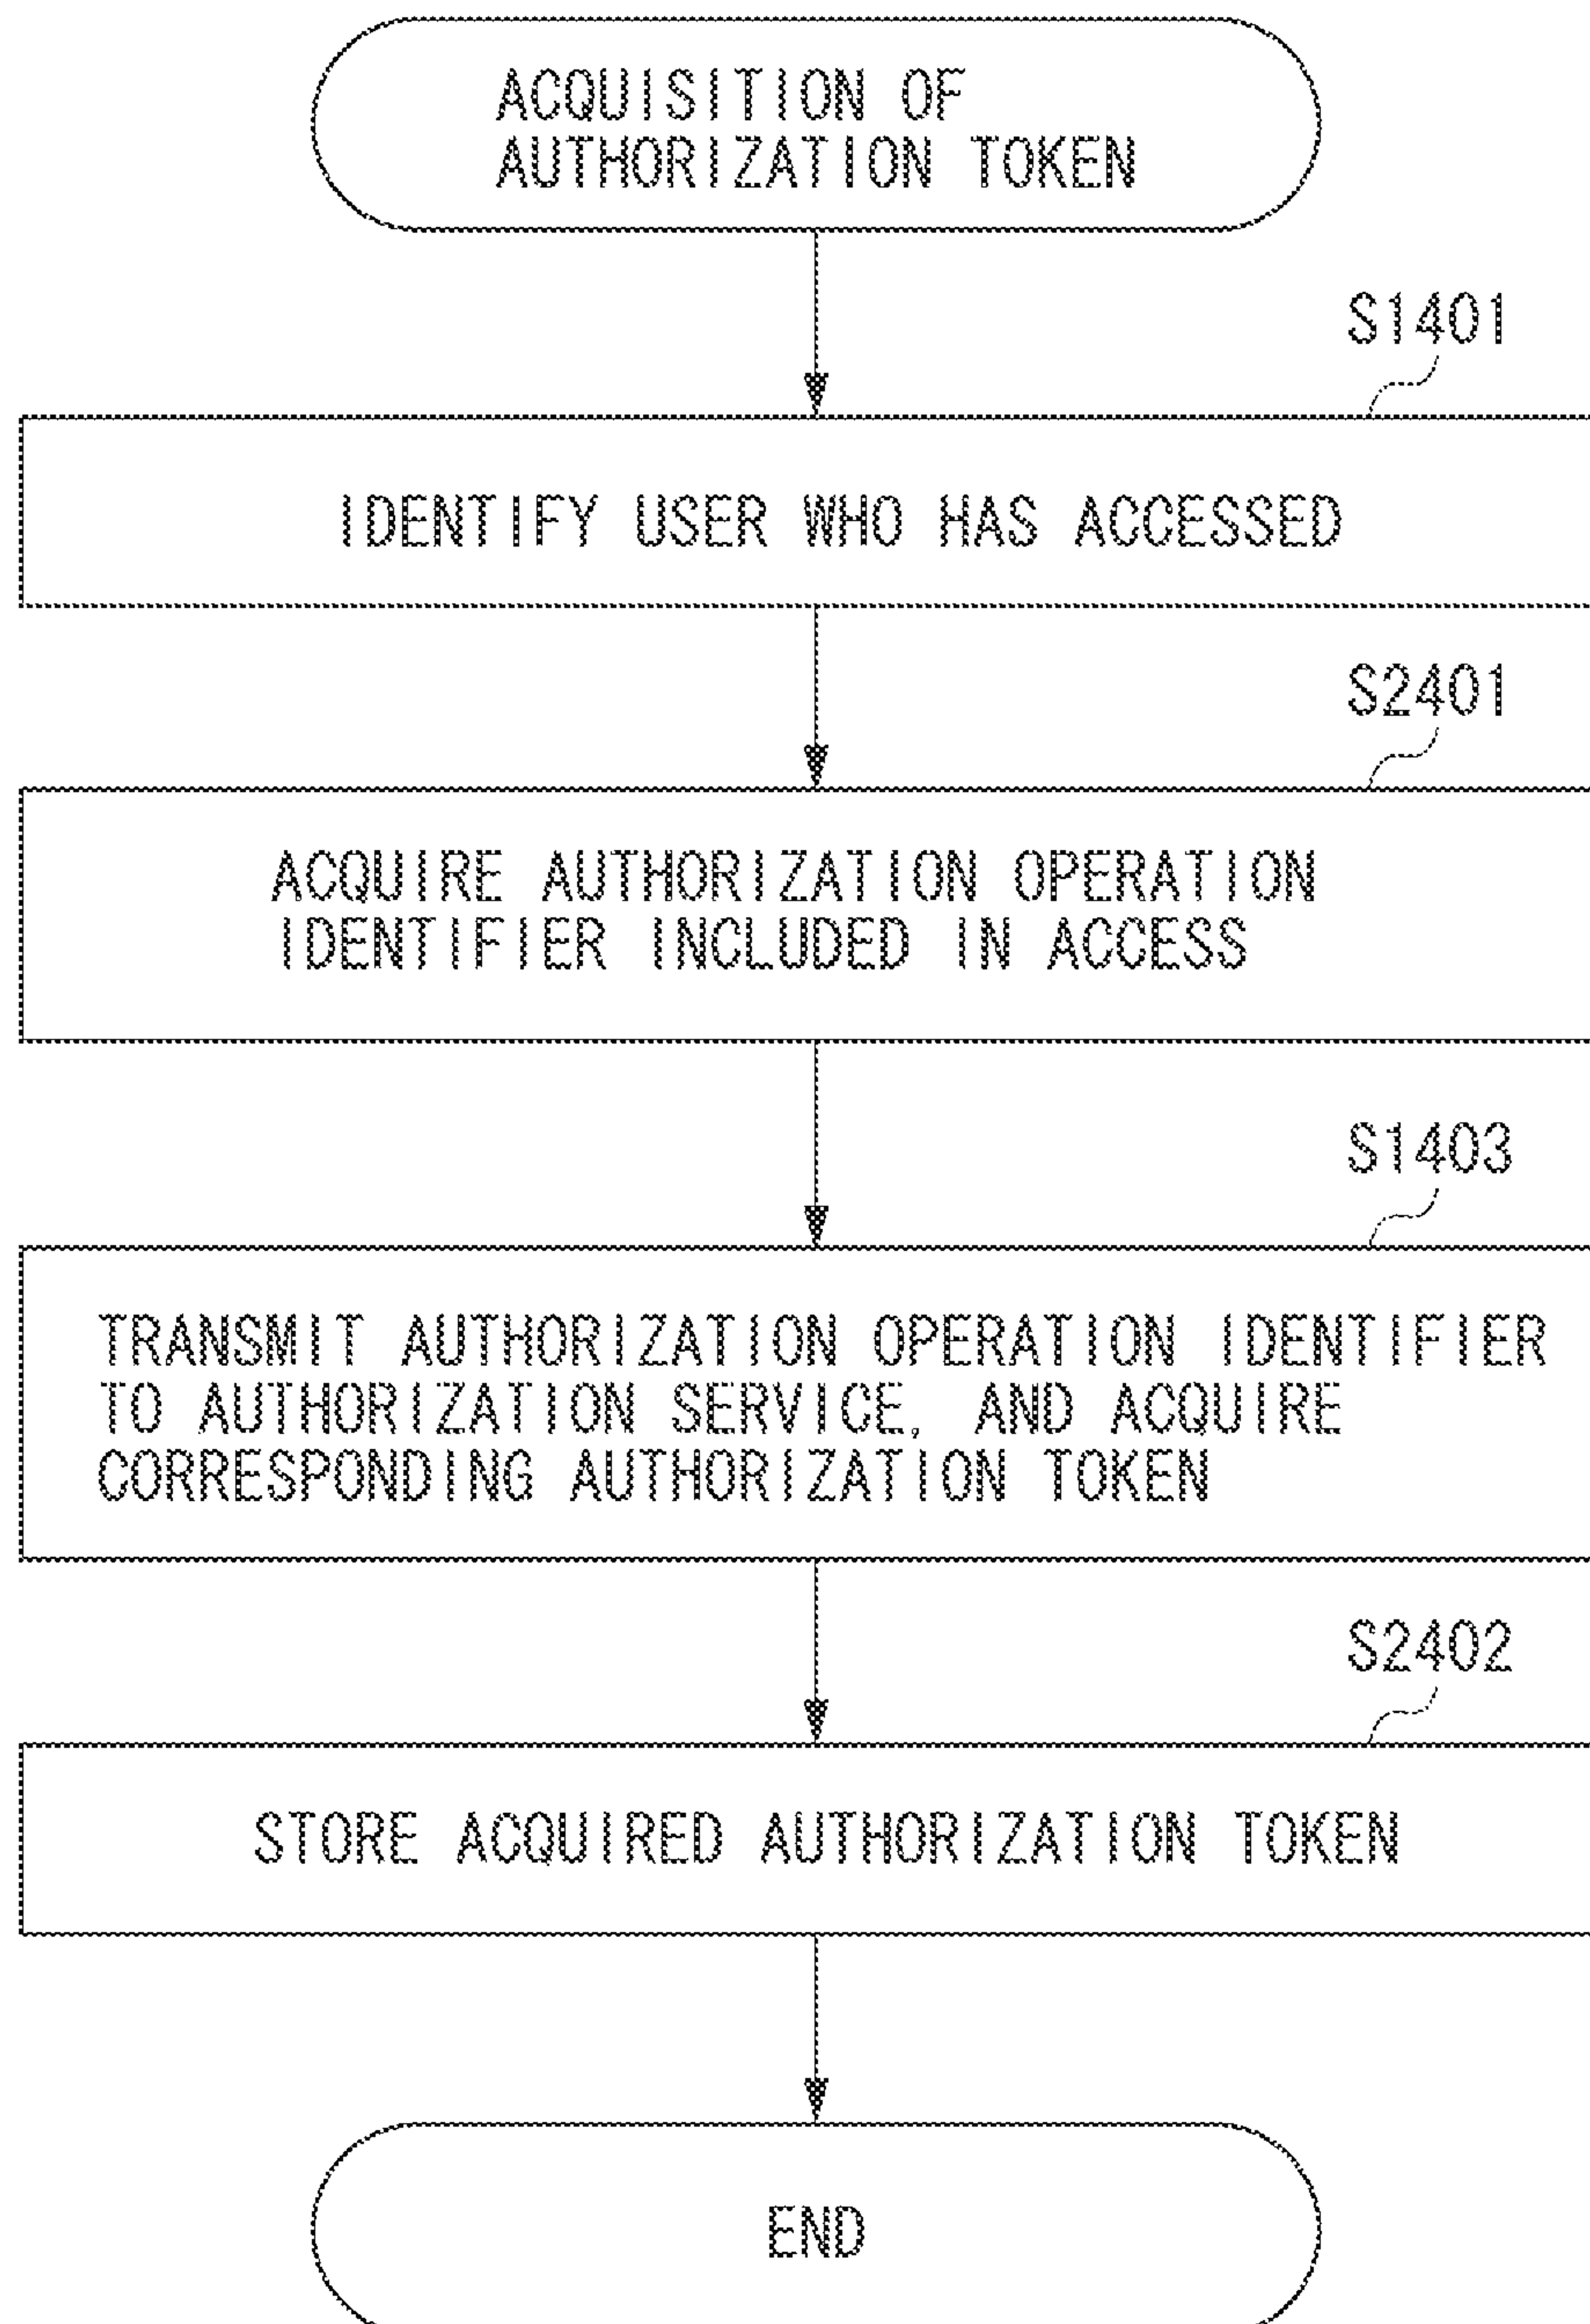 ACQUISITION OF
AUTHORIZATION TOKEN
S1401
IDENTIFY USER WHO HAS ACCESSED
S2401
ACQUIRE AUTHORIZATION OPERATION
IDENTIFIER INCLUDED IN ACCESS
S1403
TRANSMIT AUTHORIZATION OPERATION IDENTIFIER
TO AUTHORIZATION SERVICE, AND ACQUIRE
CORRESPONDING AUTHORIZATION TOKEN
S2402
STORE ACQUIRED AUTHORIZATION TOKEN
END